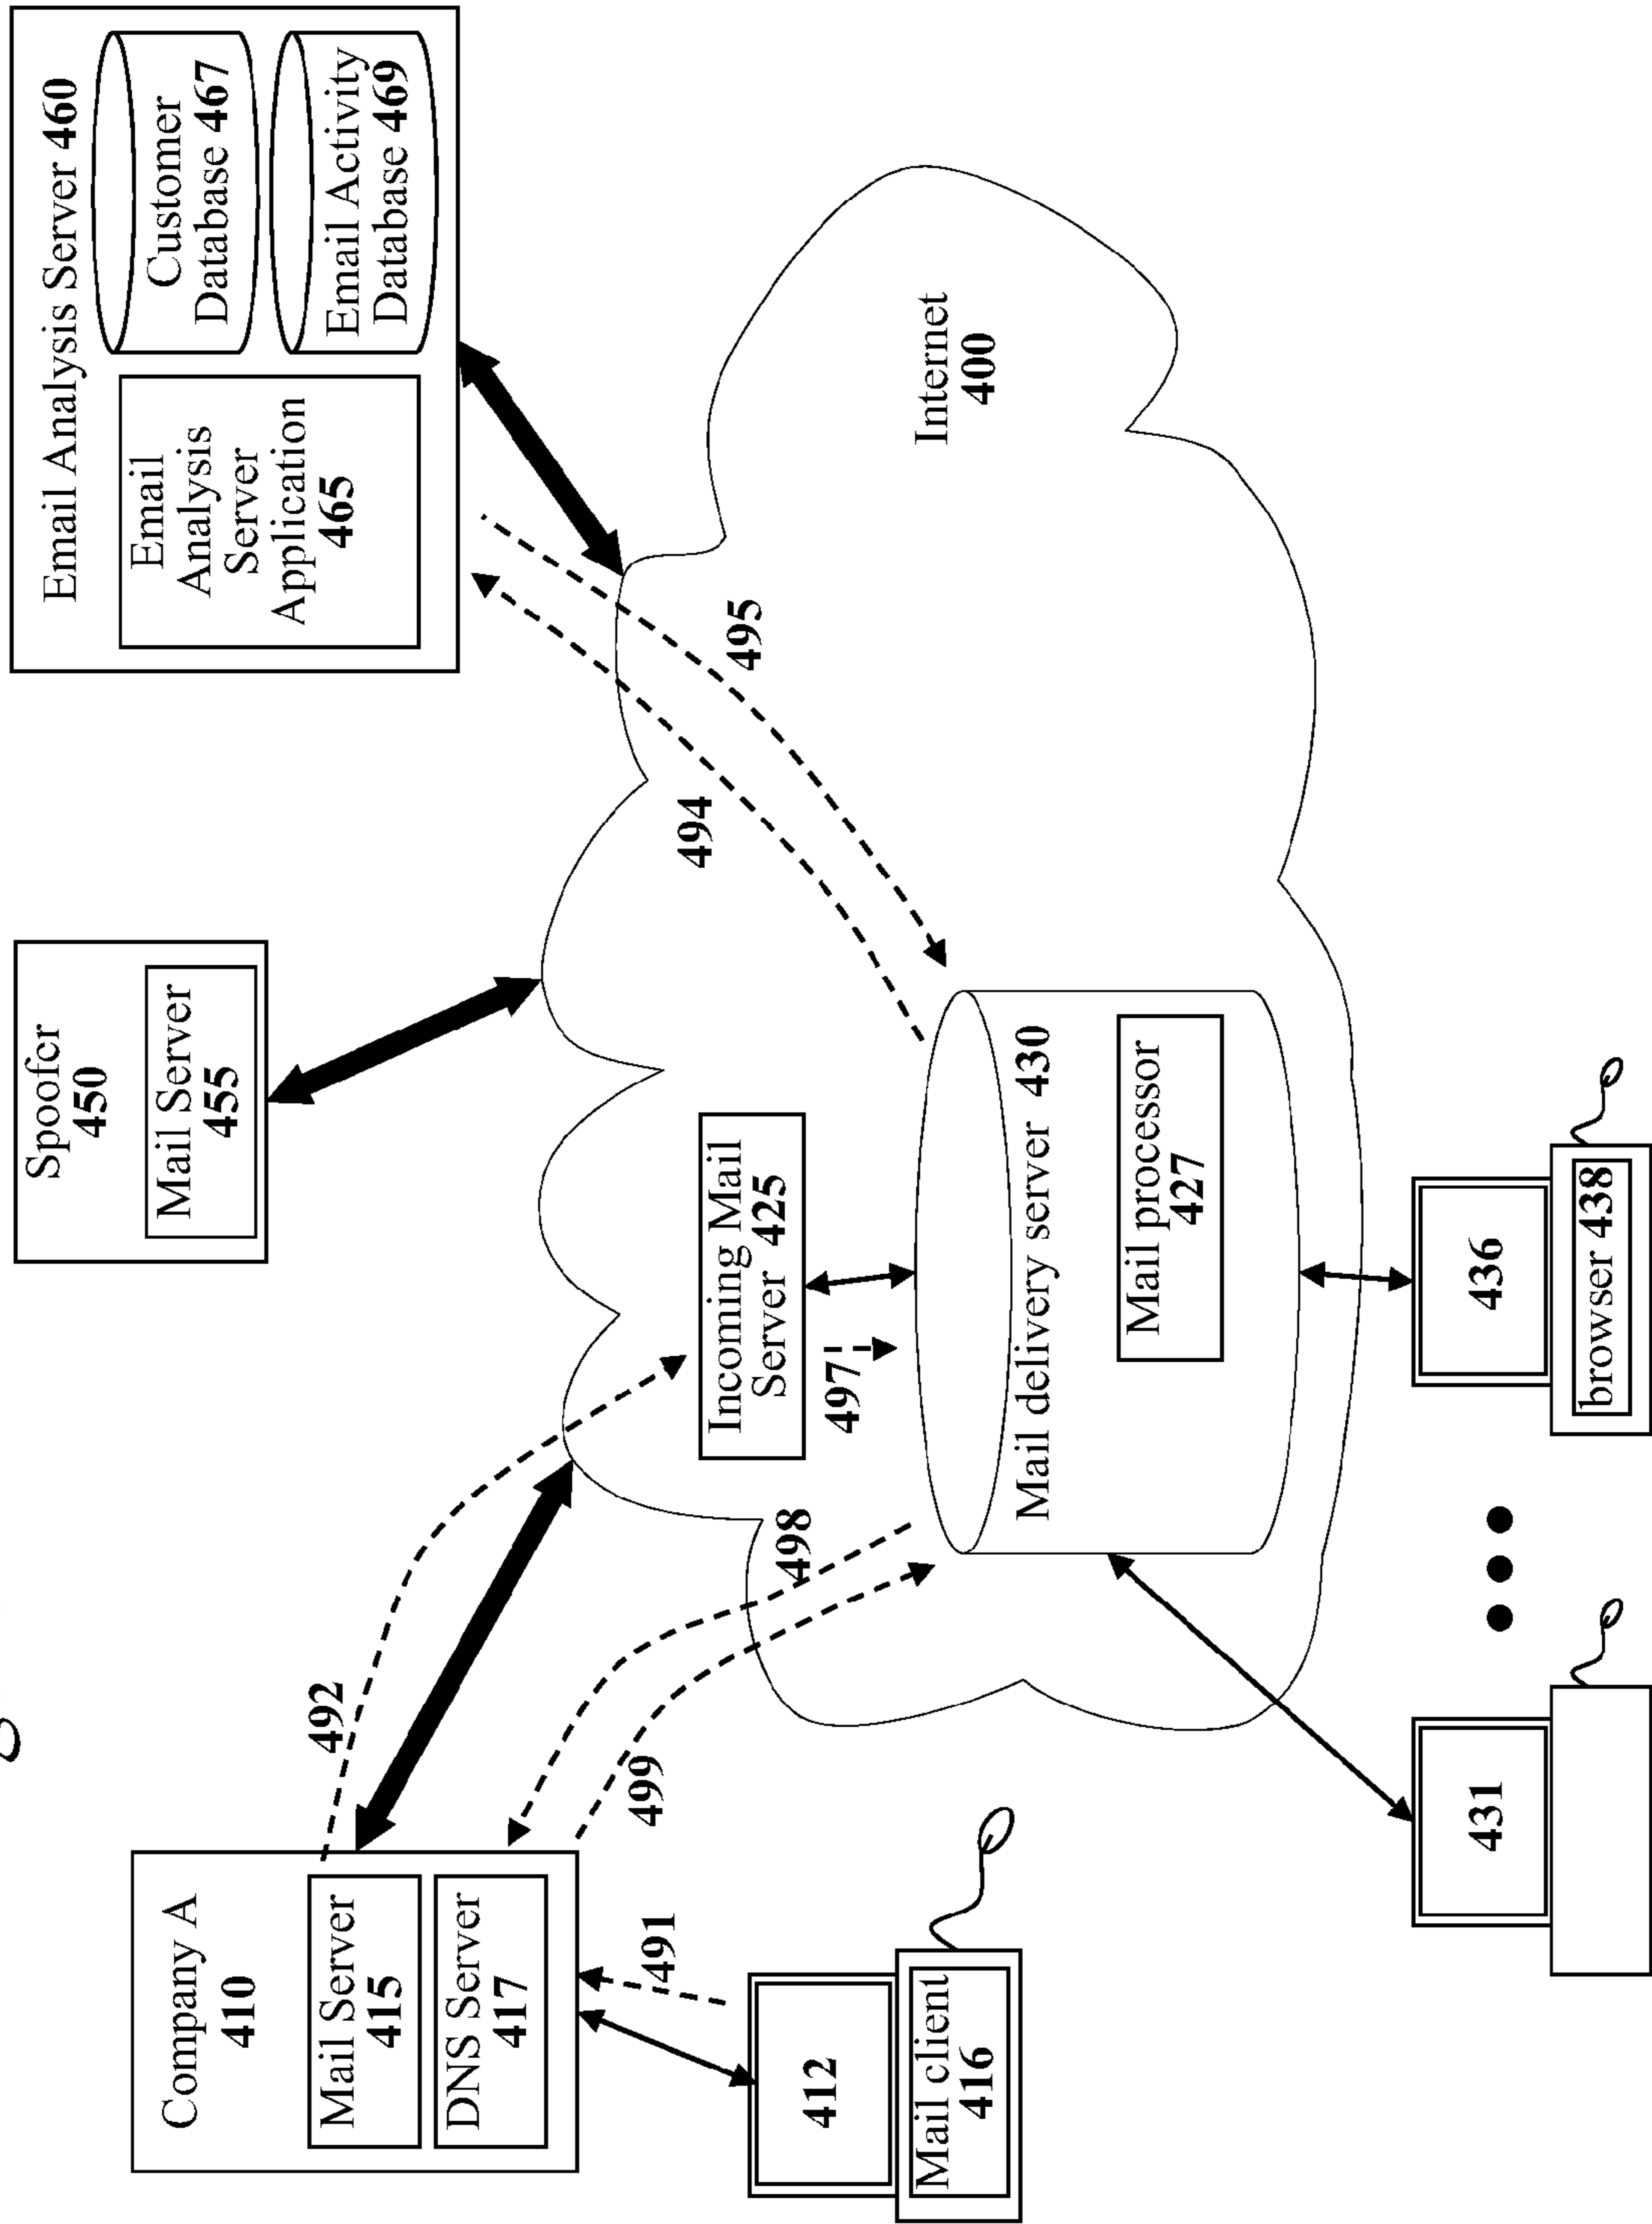 Company A
410
Mail Server
415
DNS Server
417
491
412
Mail client
416
492
499
498
Spoofer
450
Mail Server
455
Incoming Mail
Server 425
497
Mail delivery server 430
Mail processor
427
494
495
Email Analysis Server 460
Email
Analysis
Server
Application
465
Customer
Database 467
Email Activity
Database 469
Internet
400
431
436
browser 438